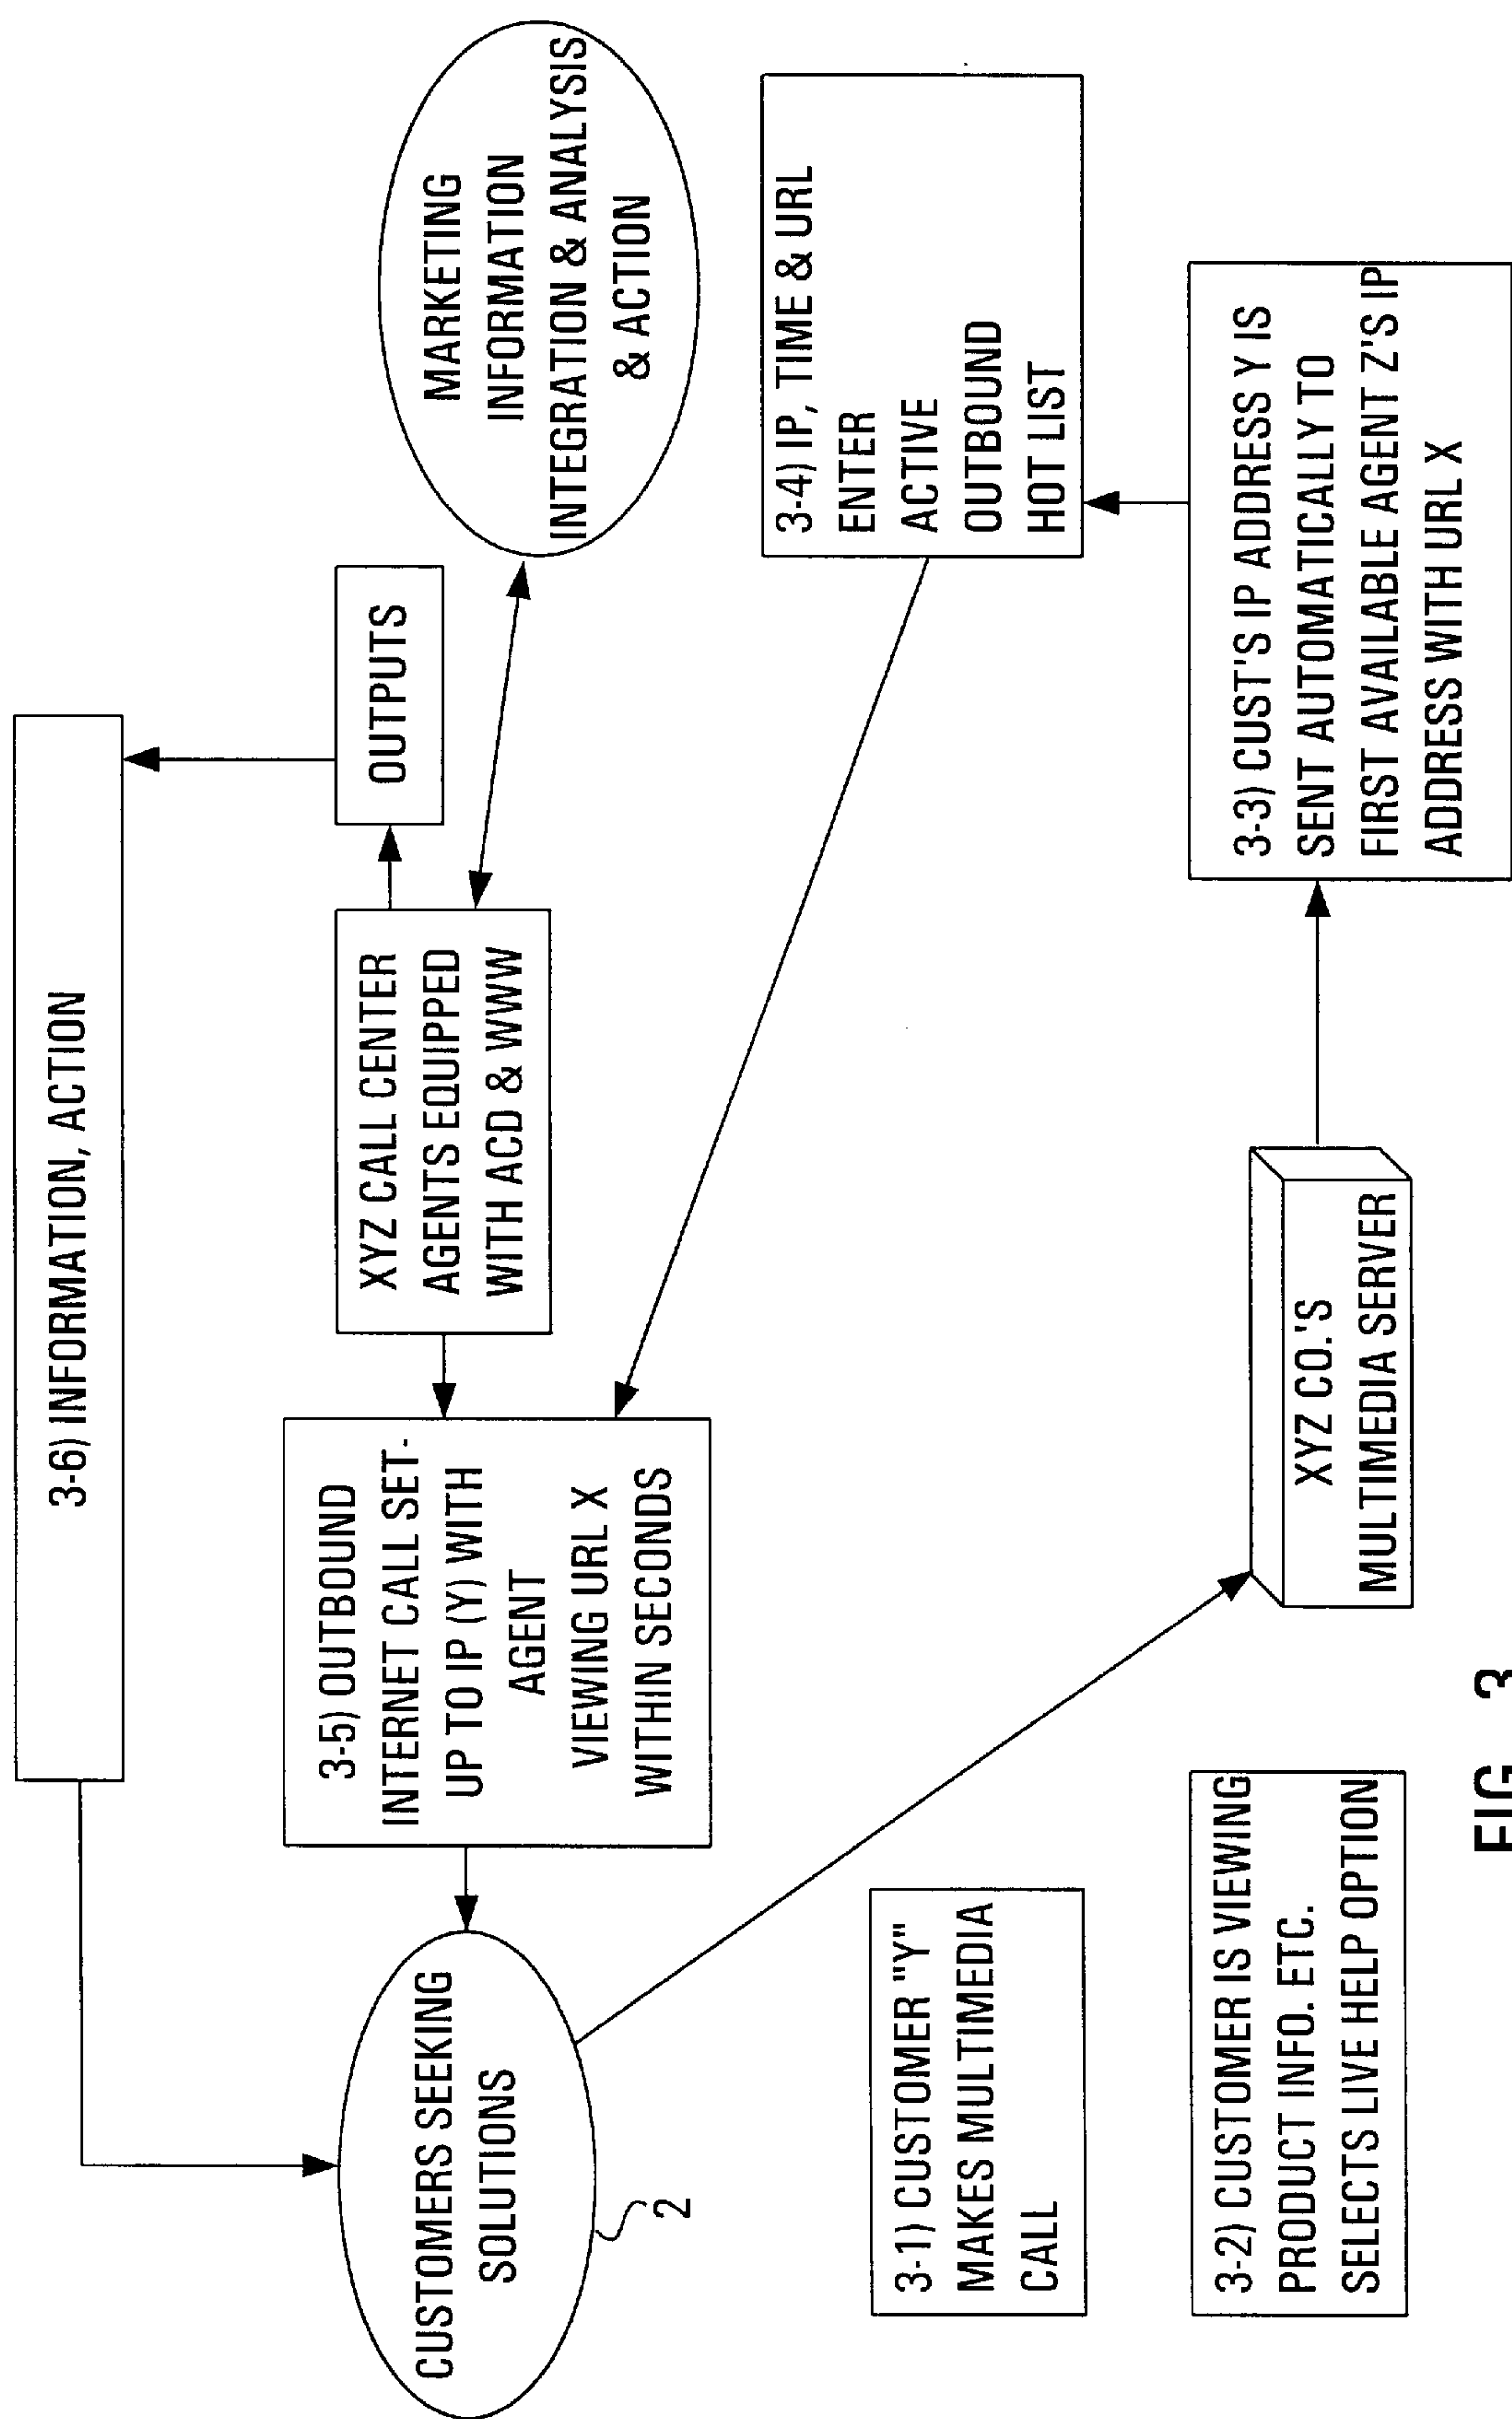 3-6) INFORMATION, ACTION
CUSTOMERS SEEKING
SOLUTIONS
2
3-5) OUTBOUND
INTERNET CALL SET-
UP TO IP (Y) WITH
AGENT
VIEWING URL X
WITHIN SECONDS
XYZ CALL CENTER
AGENTS EQUIPPED
WITH ACD & WWW
OUTPUTS
MARKETING
INFORMATION
INTEGRATION & ANALYSIS
& ACTION
3-1) CUSTOMER "Y"
MAKES MULTIMEDIA
CALL
3-4) IP, TIME & URL
ENTER
ACTIVE
OUTBOUND
HOT LIST
3-2) CUSTOMER IS VIEWING
PRODUCT INFO. ETC.
SELECTS LIVE HELP OPTION
XYZ CO.'S
MULTIMEDIA SERVER
3-3) CUST'S IP ADDRESS Y IS
SENT AUTOMATICALLY TO
FIRST AVAILABLE AGENT Z'S IP
ADDRESS WITH URL X
FIG. 3